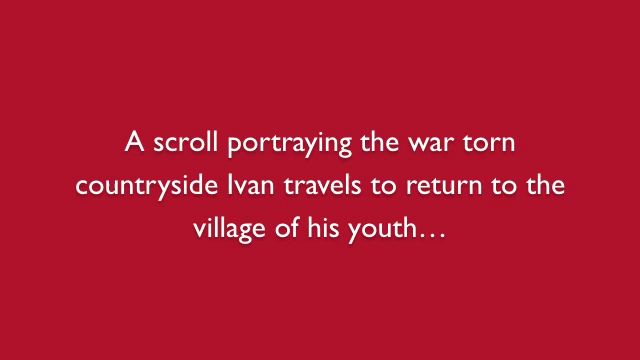 A scroll portraying the war torn
countryside Ivan travels to return to the
village of his youth…